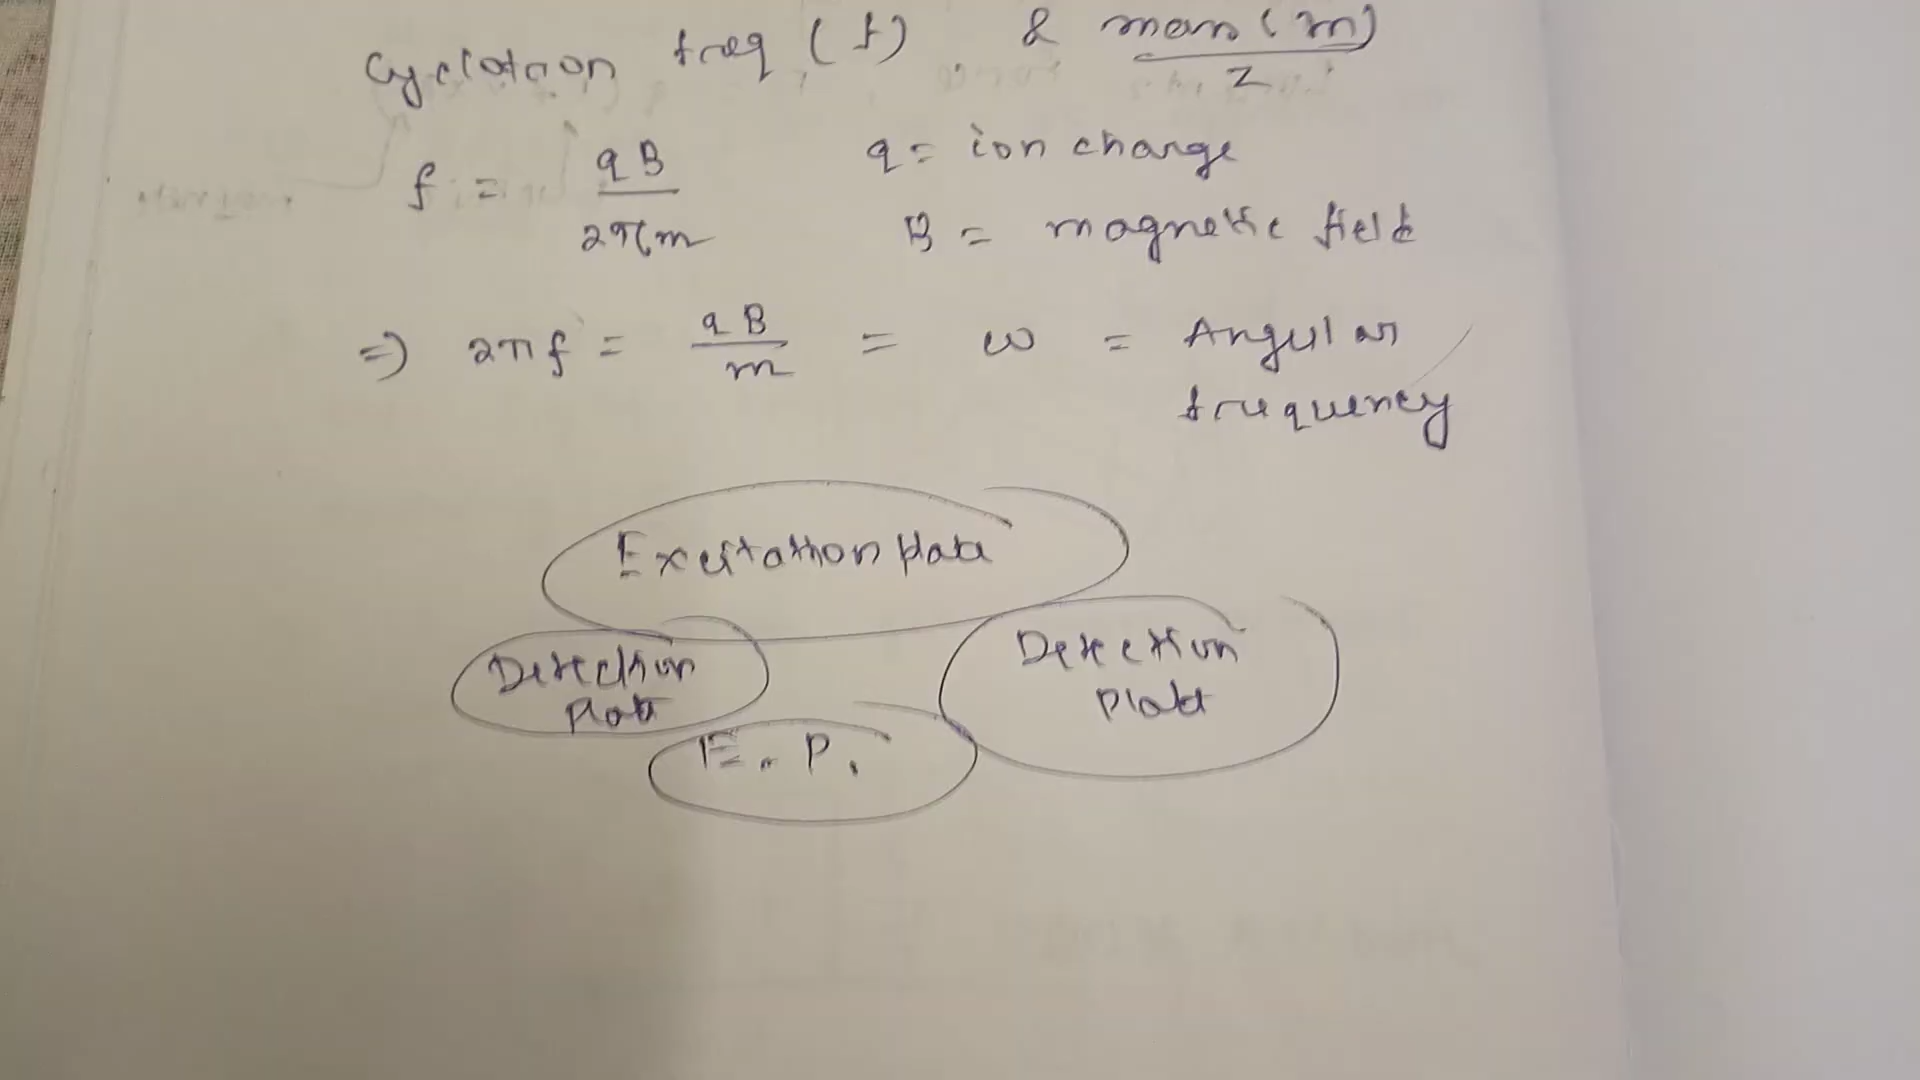 Cyclotron freq (f) & mass (m)
z
f = qB / 2πm
q = ion charge
B = magnetic field
=> 2πf = qB / m = ω = Angular
frequency
Excitation plate
Detection
plate
Detection
Plate
E. P.